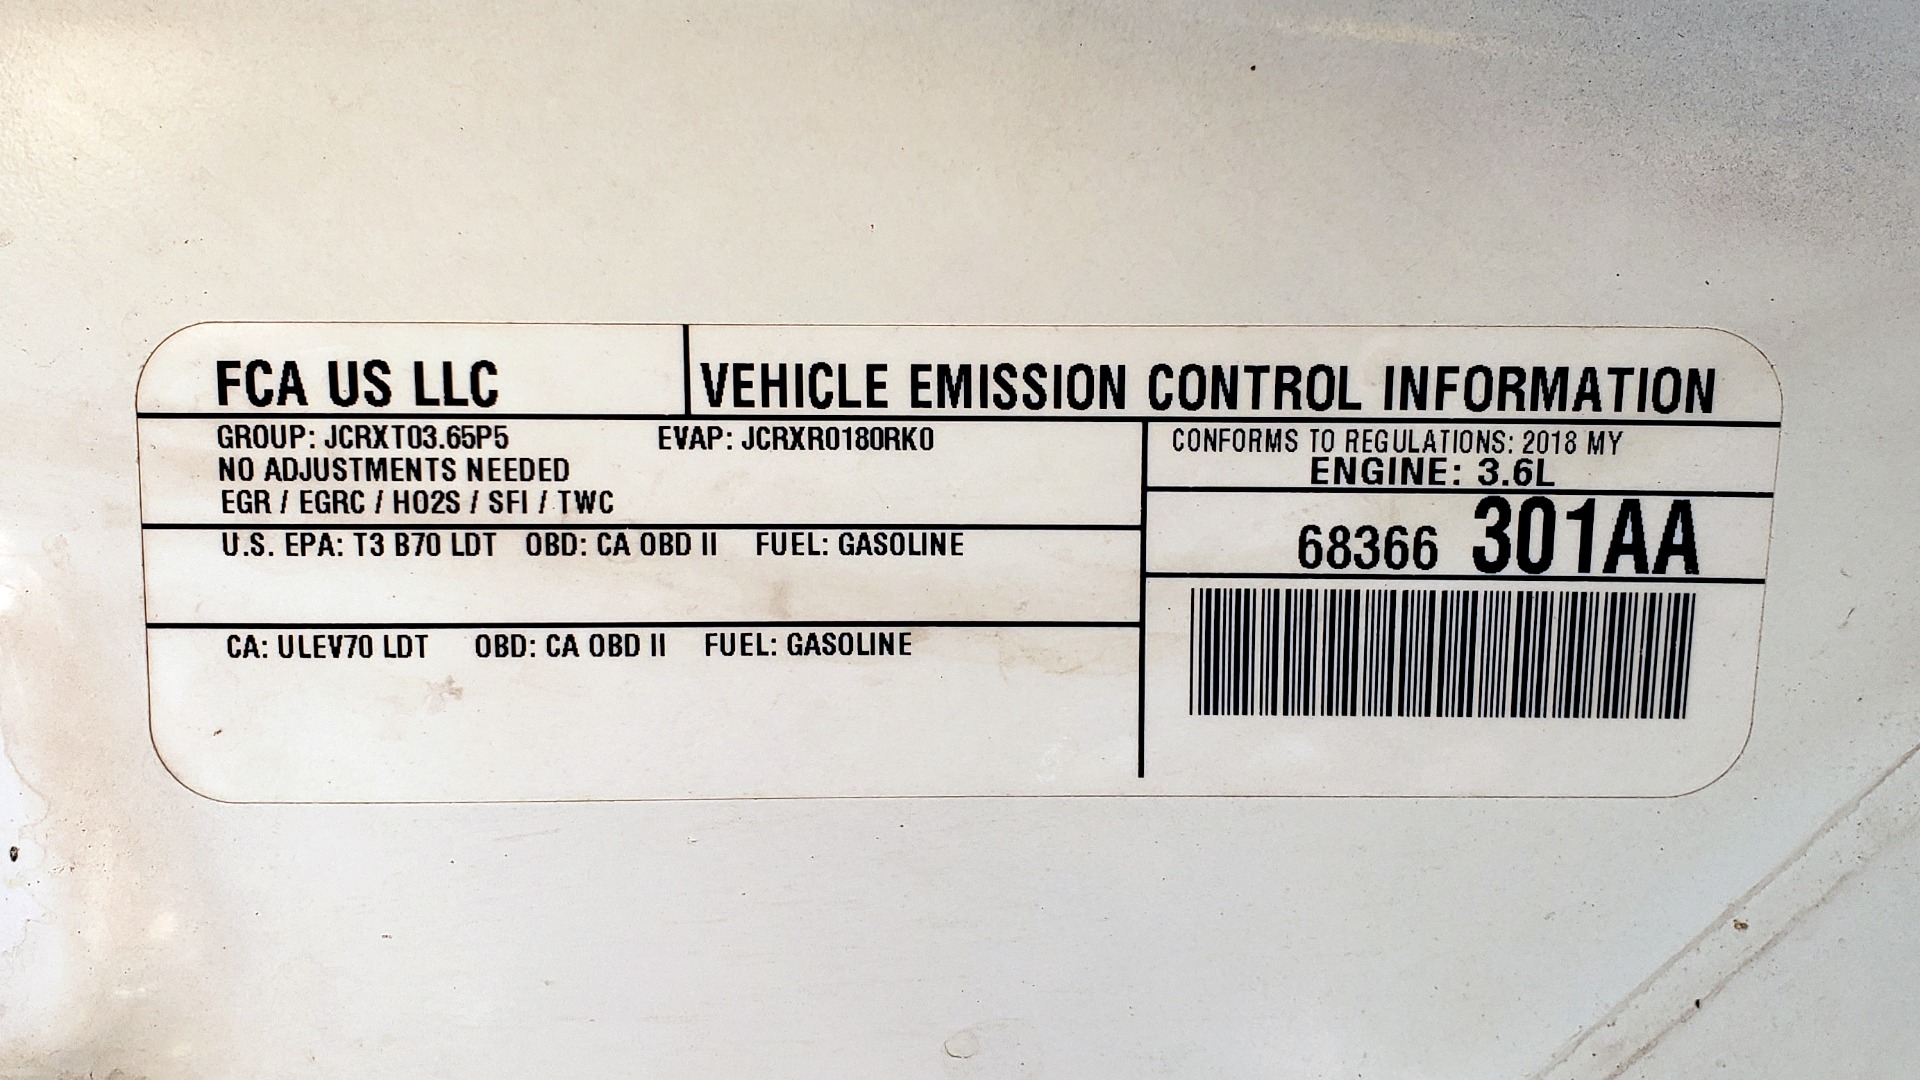 FCA US LLC
VEHICLE EMISSION CONTROL INFORMATION
GROUP: JCRXT03.65P5 EVAP: JCRXR0180RK0
NO ADJUSTMENTS NEEDED
EGR / EGRC / HO2S / SFI / TWC
CONFORMS TO REGULATIONS: 2018 MY
ENGINE: 3.6L
68366 301AA
U.S. EPA: T3 B70 LDT OBD: CA OBD II FUEL: GASOLINE
CA: ULEV70 LDT OBD: CA OBD II FUEL: GASOLINE